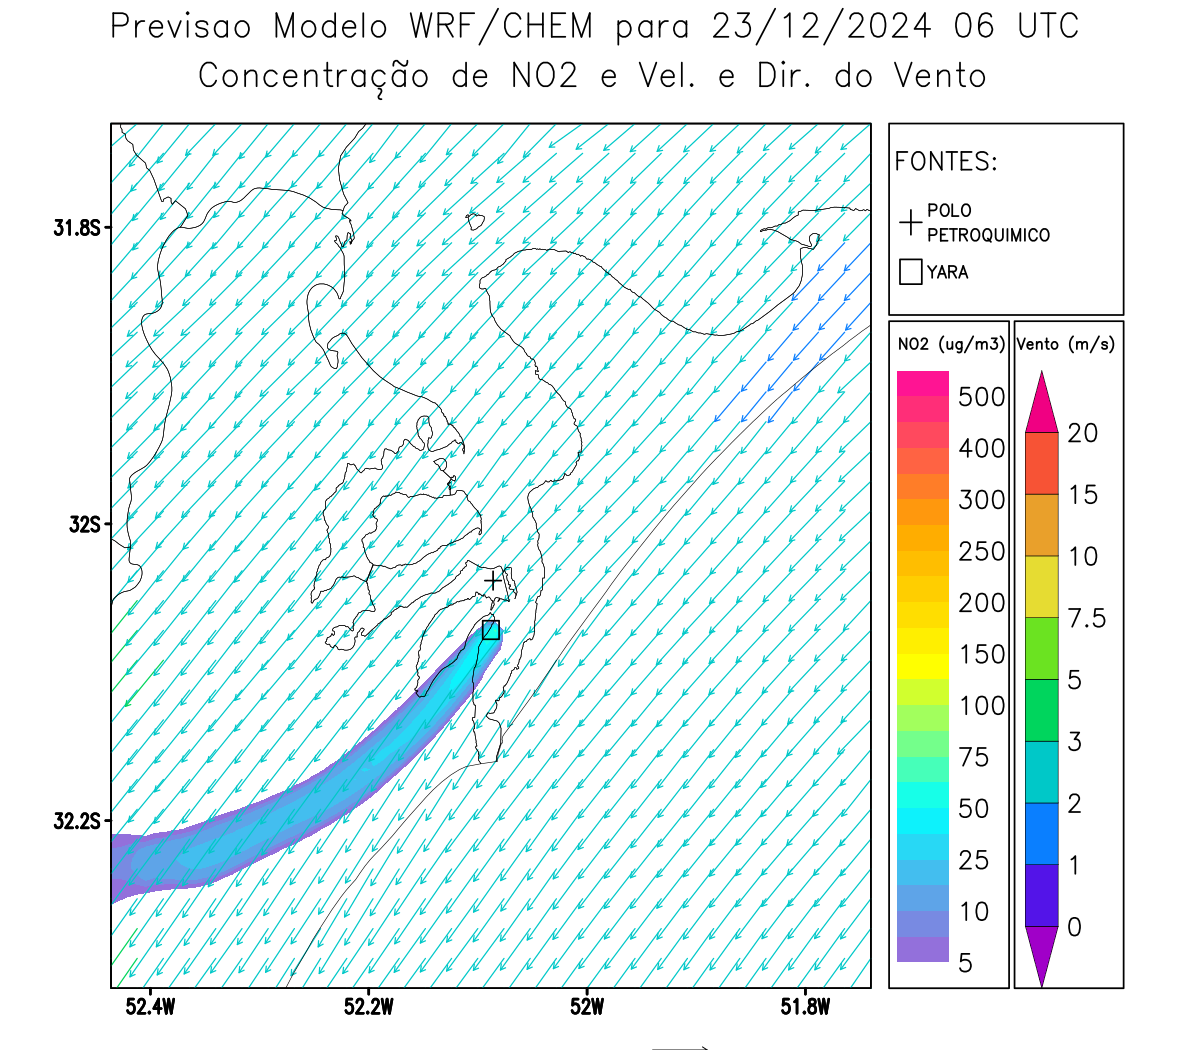 Previsao Modelo WRF/CHEM para 23/12/2024 06 UTC
Concentração de NO2 e Vel. e Dir. do Vento
FONTES:
POLO
PETROQUIMICO
YARA
NO2 (ug/m3)
500
400
300
250
200
150
100
75
50
25
10
5
Vento (m/s)
20
15
10
7.5
5
3
2
1
0
31.8S
32S
32.2S
52.4W
52.2W
52W
51.8W